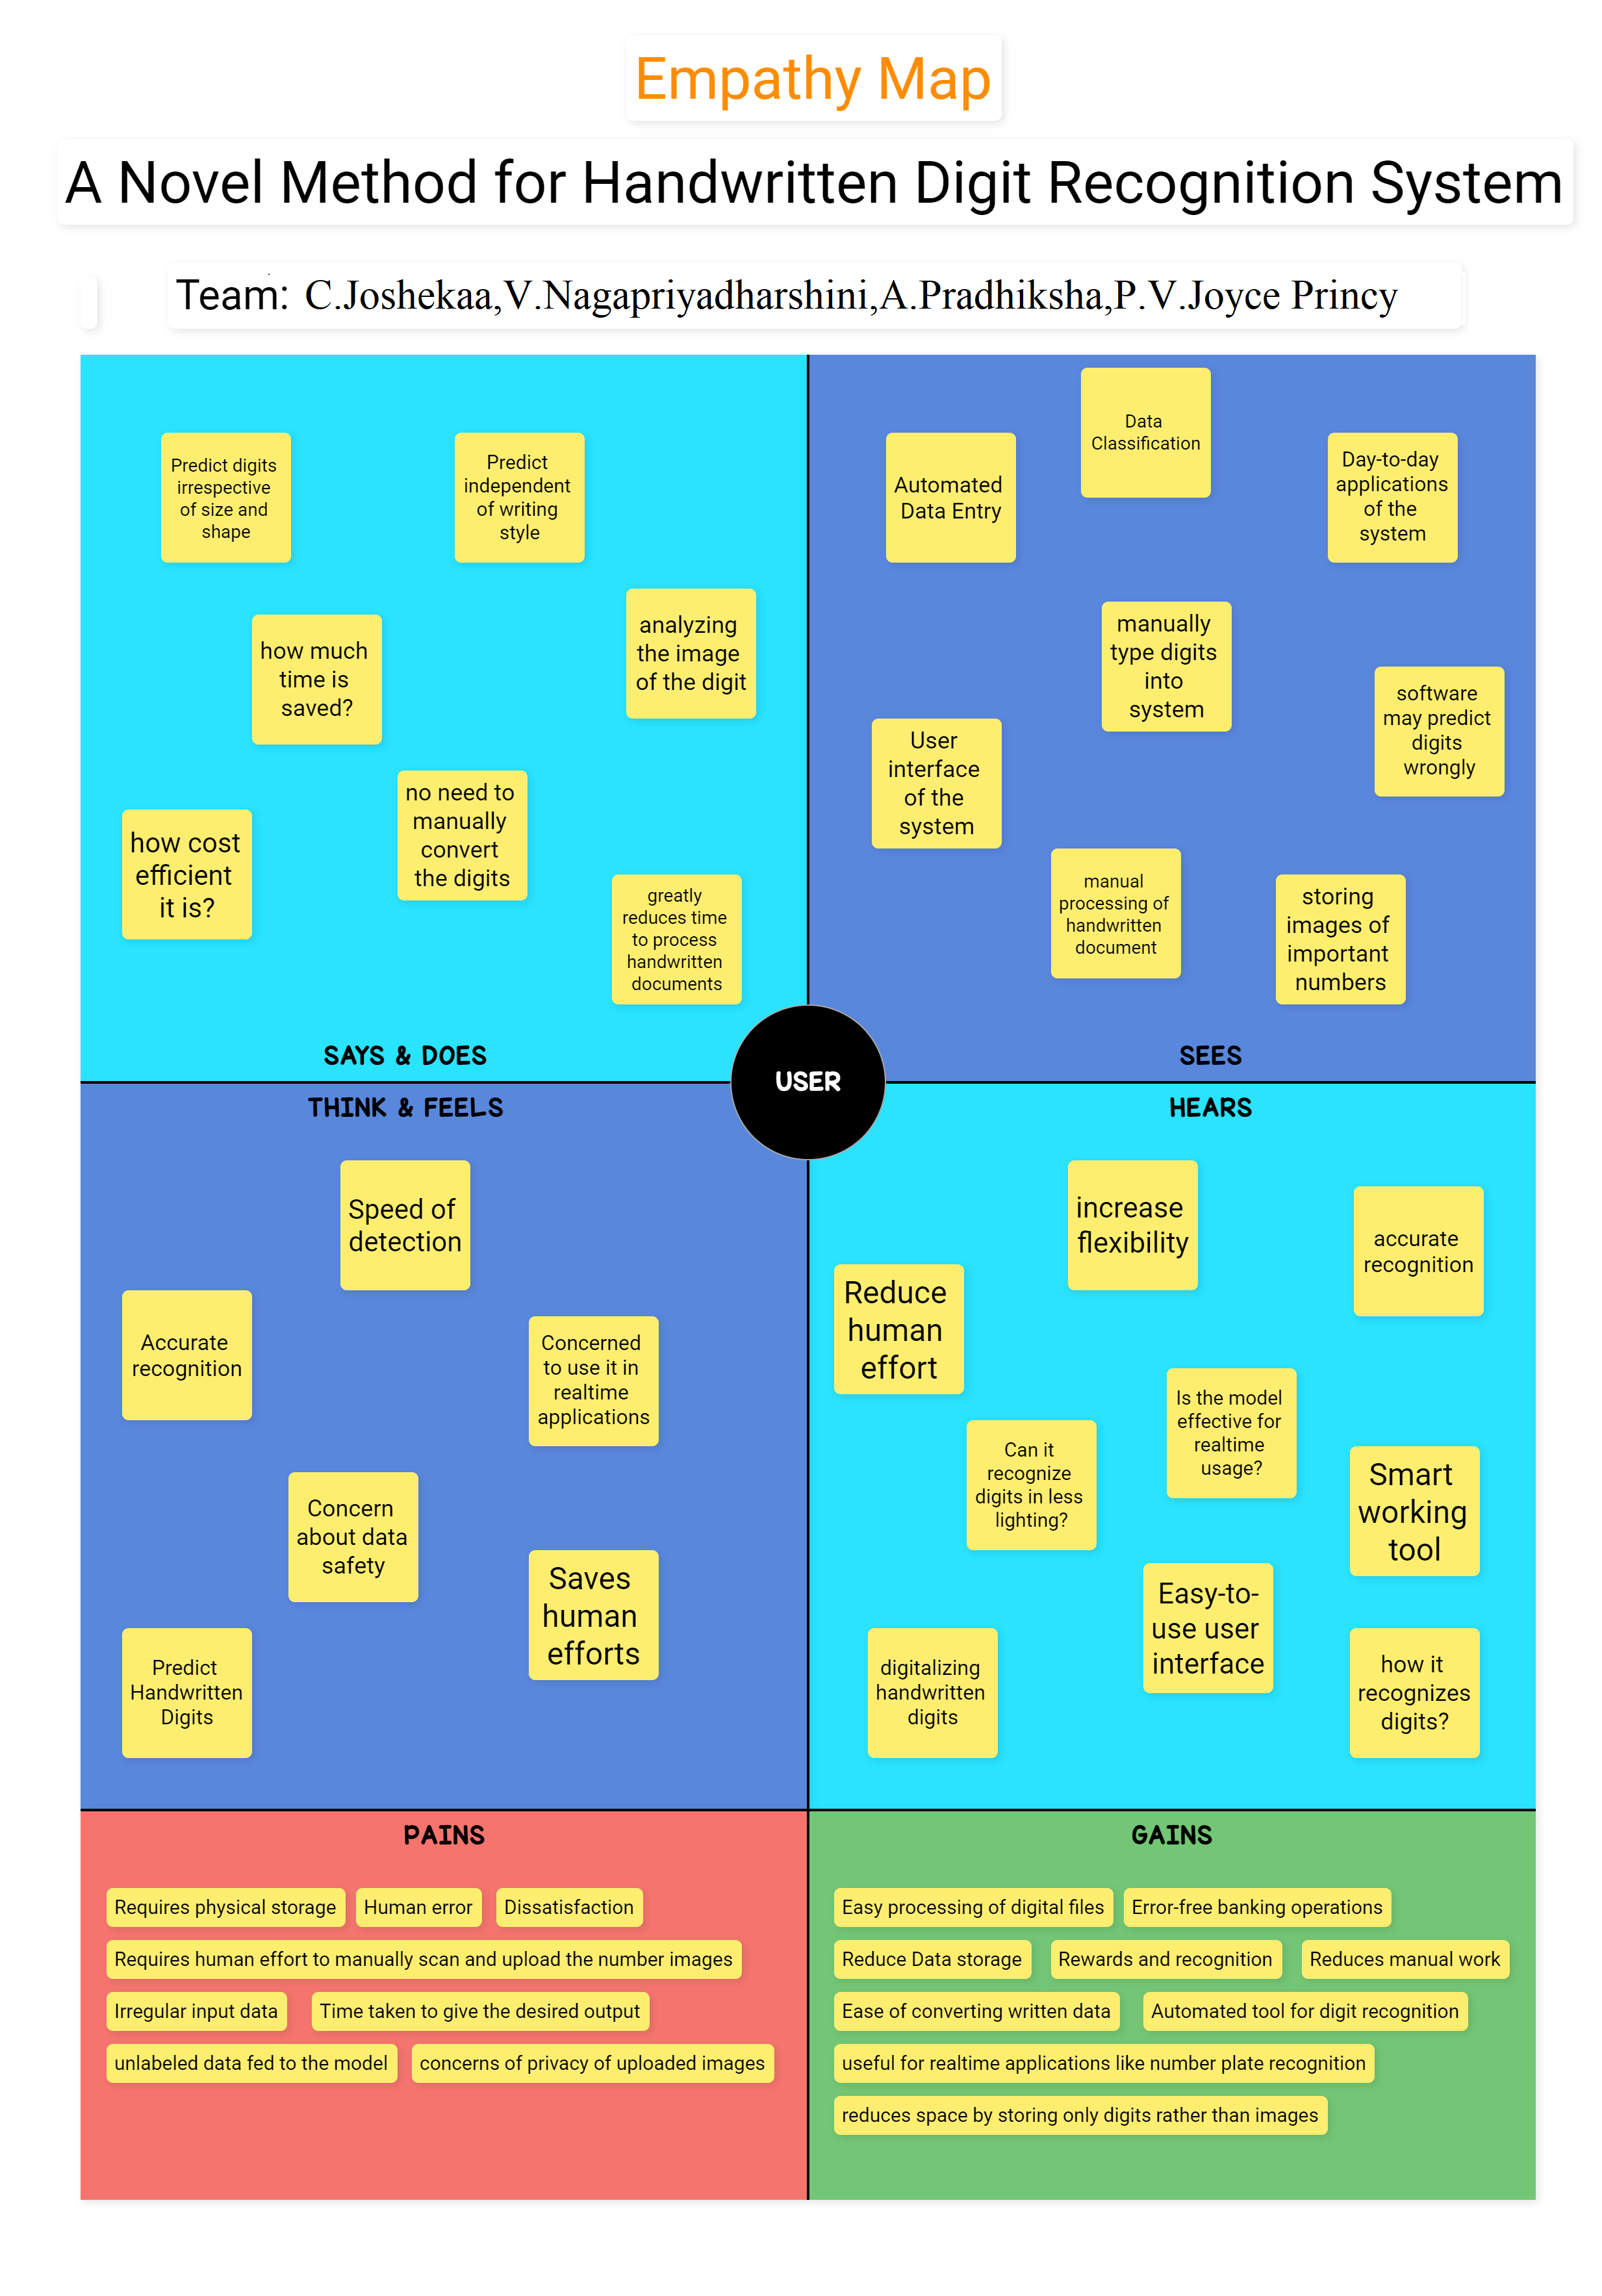 Empathy Map
A Novel Method for Handwritten Digit Recognition System
Team: C.Joshekaa,V.Nagapriyadharshini,A.Pradhiksha,P.V.Joyce Princy
Predict digits
irrespective
of size and
shape
Predict
independent
of writing
style
how much
time is
saved?
analyzing
the image
of the digit
how cost
efficient
it is?
no need to
manually
convert
the digits
greatly
reduces time
to process
handwritten
documents
SAYS & DOES
Automated
Data Entry
Data
Classification
Day-to-day
applications
of the
system
manually
type digits
into
system
software
may predict
digits
wrongly
User
interface
of the
system
manual
processing of
handwritten
document
storing
images of
important
numbers
SEES
USER
THINK & FEELS
Speed of
detection
Accurate
recognition
Concerned
to use it in
realtime
applications
Concern
about data
safety
Saves
human
efforts
Predict
Handwritten
Digits
HEARS
increase
flexibility
accurate
recognition
Reduce
human
effort
Is the model
effective for
realtime
usage?
Can it
recognize
digits in less
lighting?
Smart
working
tool
Easy-to-
use user
interface
digitalizing
handwritten
digits
how it
recognizes
digits?
PAINS
Requires physical storage
Human error
Dissatisfaction
Requires human effort to manually scan and upload the number images
Irregular input data
Time taken to give the desired output
unlabeled data fed to the model
concerns of privacy of uploaded images
GAINS
Easy processing of digital files
Error-free banking operations
Reduce Data storage
Rewards and recognition
Reduces manual work
Ease of converting written data
Automated tool for digit recognition
useful for realtime applications like number plate recognition
reduces space by storing only digits rather than images